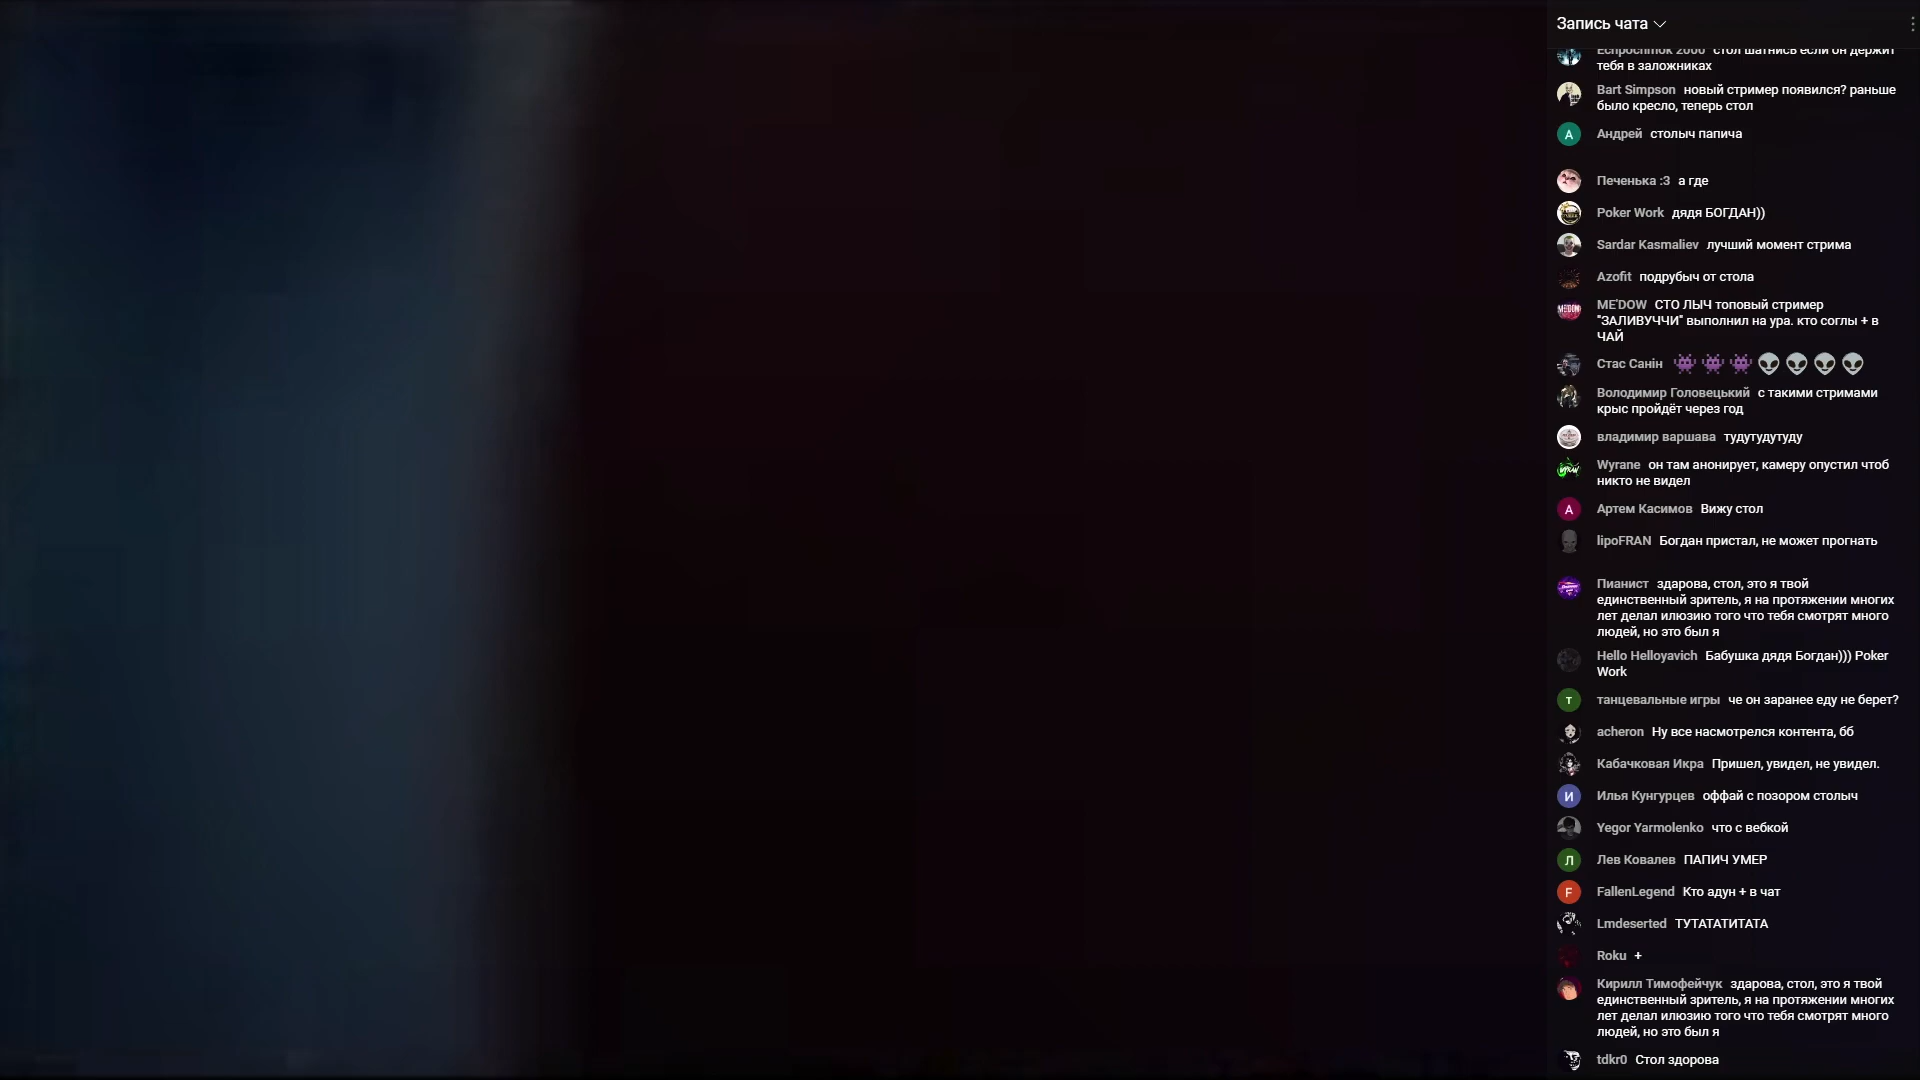 Запись чата
Echpochmok 2000 стол шатнись если он держит
тебя в заложниках
Bart Simpson новый стример появился? раньше
было кресло, теперь стол
А Андрей столыч папича
Печенька :3 а где
Poker Work дядя БОГДАН))
Sardar Kasmaliev лучший момент стрима
Azofit подрубыч от стола
ME'DOW СТО ЛЫЧ топовый стример
"ЗАЛИВУЧЧИ" выполнил на ура. кто соглы + в
ЧАЙ
Стас Санін 👾👾👾👽👽👽👽
Володимир Головецький с такими стримами
крыс пройдёт через год
владимир варшава тудутудутуду
Wyrane он там анонирует, камеру опустил чтоб
никто не видел
А Артем Касимов Вижу стол
lipoFRAN Богдан пристал, не может прогнать
Пианист здарова, стол, это я твой
единственный зритель, я на протяжении многих
лет делал илюзию того что тебя смотрят много
людей, но это был я
Hello Helloyavich Бабушка дядя Богдан))) Poker
Work
т танцевальные игры че он заранее еду не берет?
acheron Ну все насмотрелся контента, бб
Кабачковая Икра Пришел, увидел, не увидел.
И Илья Кунгурцев оффай с позором столыч
Yegor Yarmolenko что с вебкой
Л Лев Ковалев ПАПИЧ УМЕР
F FallenLegend Кто адун + в чат
Lmdeserted ТУТАТАТИТАТА
Roku +
Кирилл Тимофейчук здарова, стол, это я твой
единственный зритель, я на протяжении многих
лет делал илюзию того что тебя смотрят много
людей, но это был я
tdkr0 Стол здорова